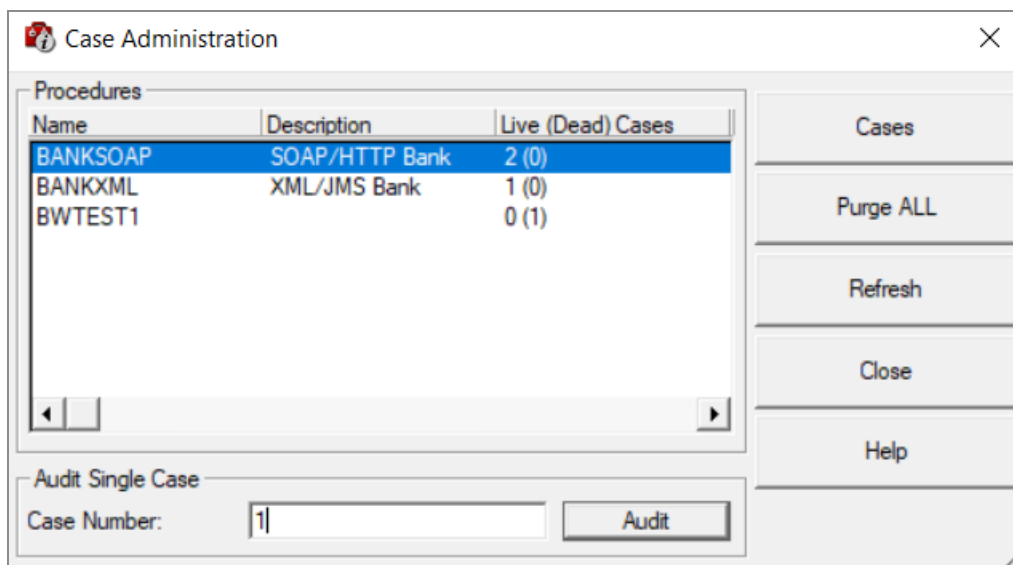 Case Administration
Procedures
Name Description Live (Dead) Cases
BANKSOAP SOAP/HTTP Bank 2 (0)
BANKXML XML/JMS Bank 1 (0)
BWTEST1 0 (1)
Cases
Purge ALL
Refresh
Close
Help
Audit Single Case
Case Number: 1 Audit